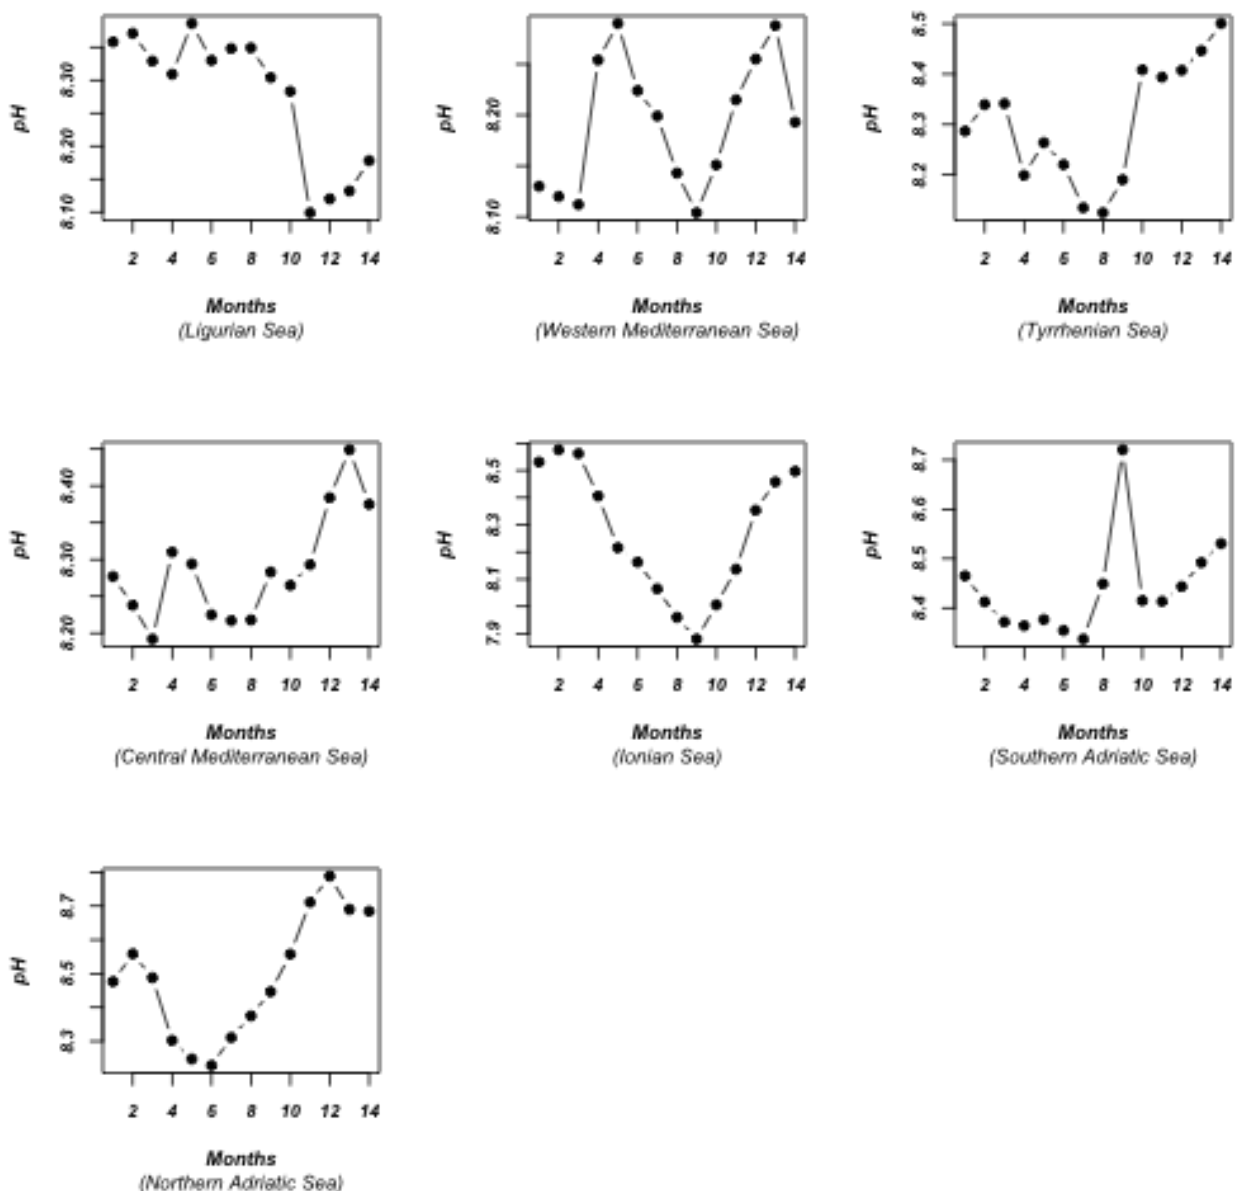 pH
8.10 8.20 8.30
2 4 6 8 10 12 14
Months
(Ligurian Sea)
8.10 8.20
pH
2 4 6 8 10 12 14
Months
(Western Mediterranean Sea)
pH
8.2 8.3 8.4 8.5
2 4 6 8 10 12 14
Months
(Tyrrhenian Sea)
pH
8.20 8.30 8.40
2 4 6 8 10 12 14
Months
(Central Mediterranean Sea)
pH
7.9 8.1 8.3 8.5
2 4 6 8 10 12 14
Months
(Ionian Sea)
pH
8.4 8.5 8.6 8.7
2 4 6 8 10 12 14
Months
(Southern Adriatic Sea)
pH
8.3 8.5 8.7
2 4 6 8 10 12 14
Months
(Northern Adriatic Sea)